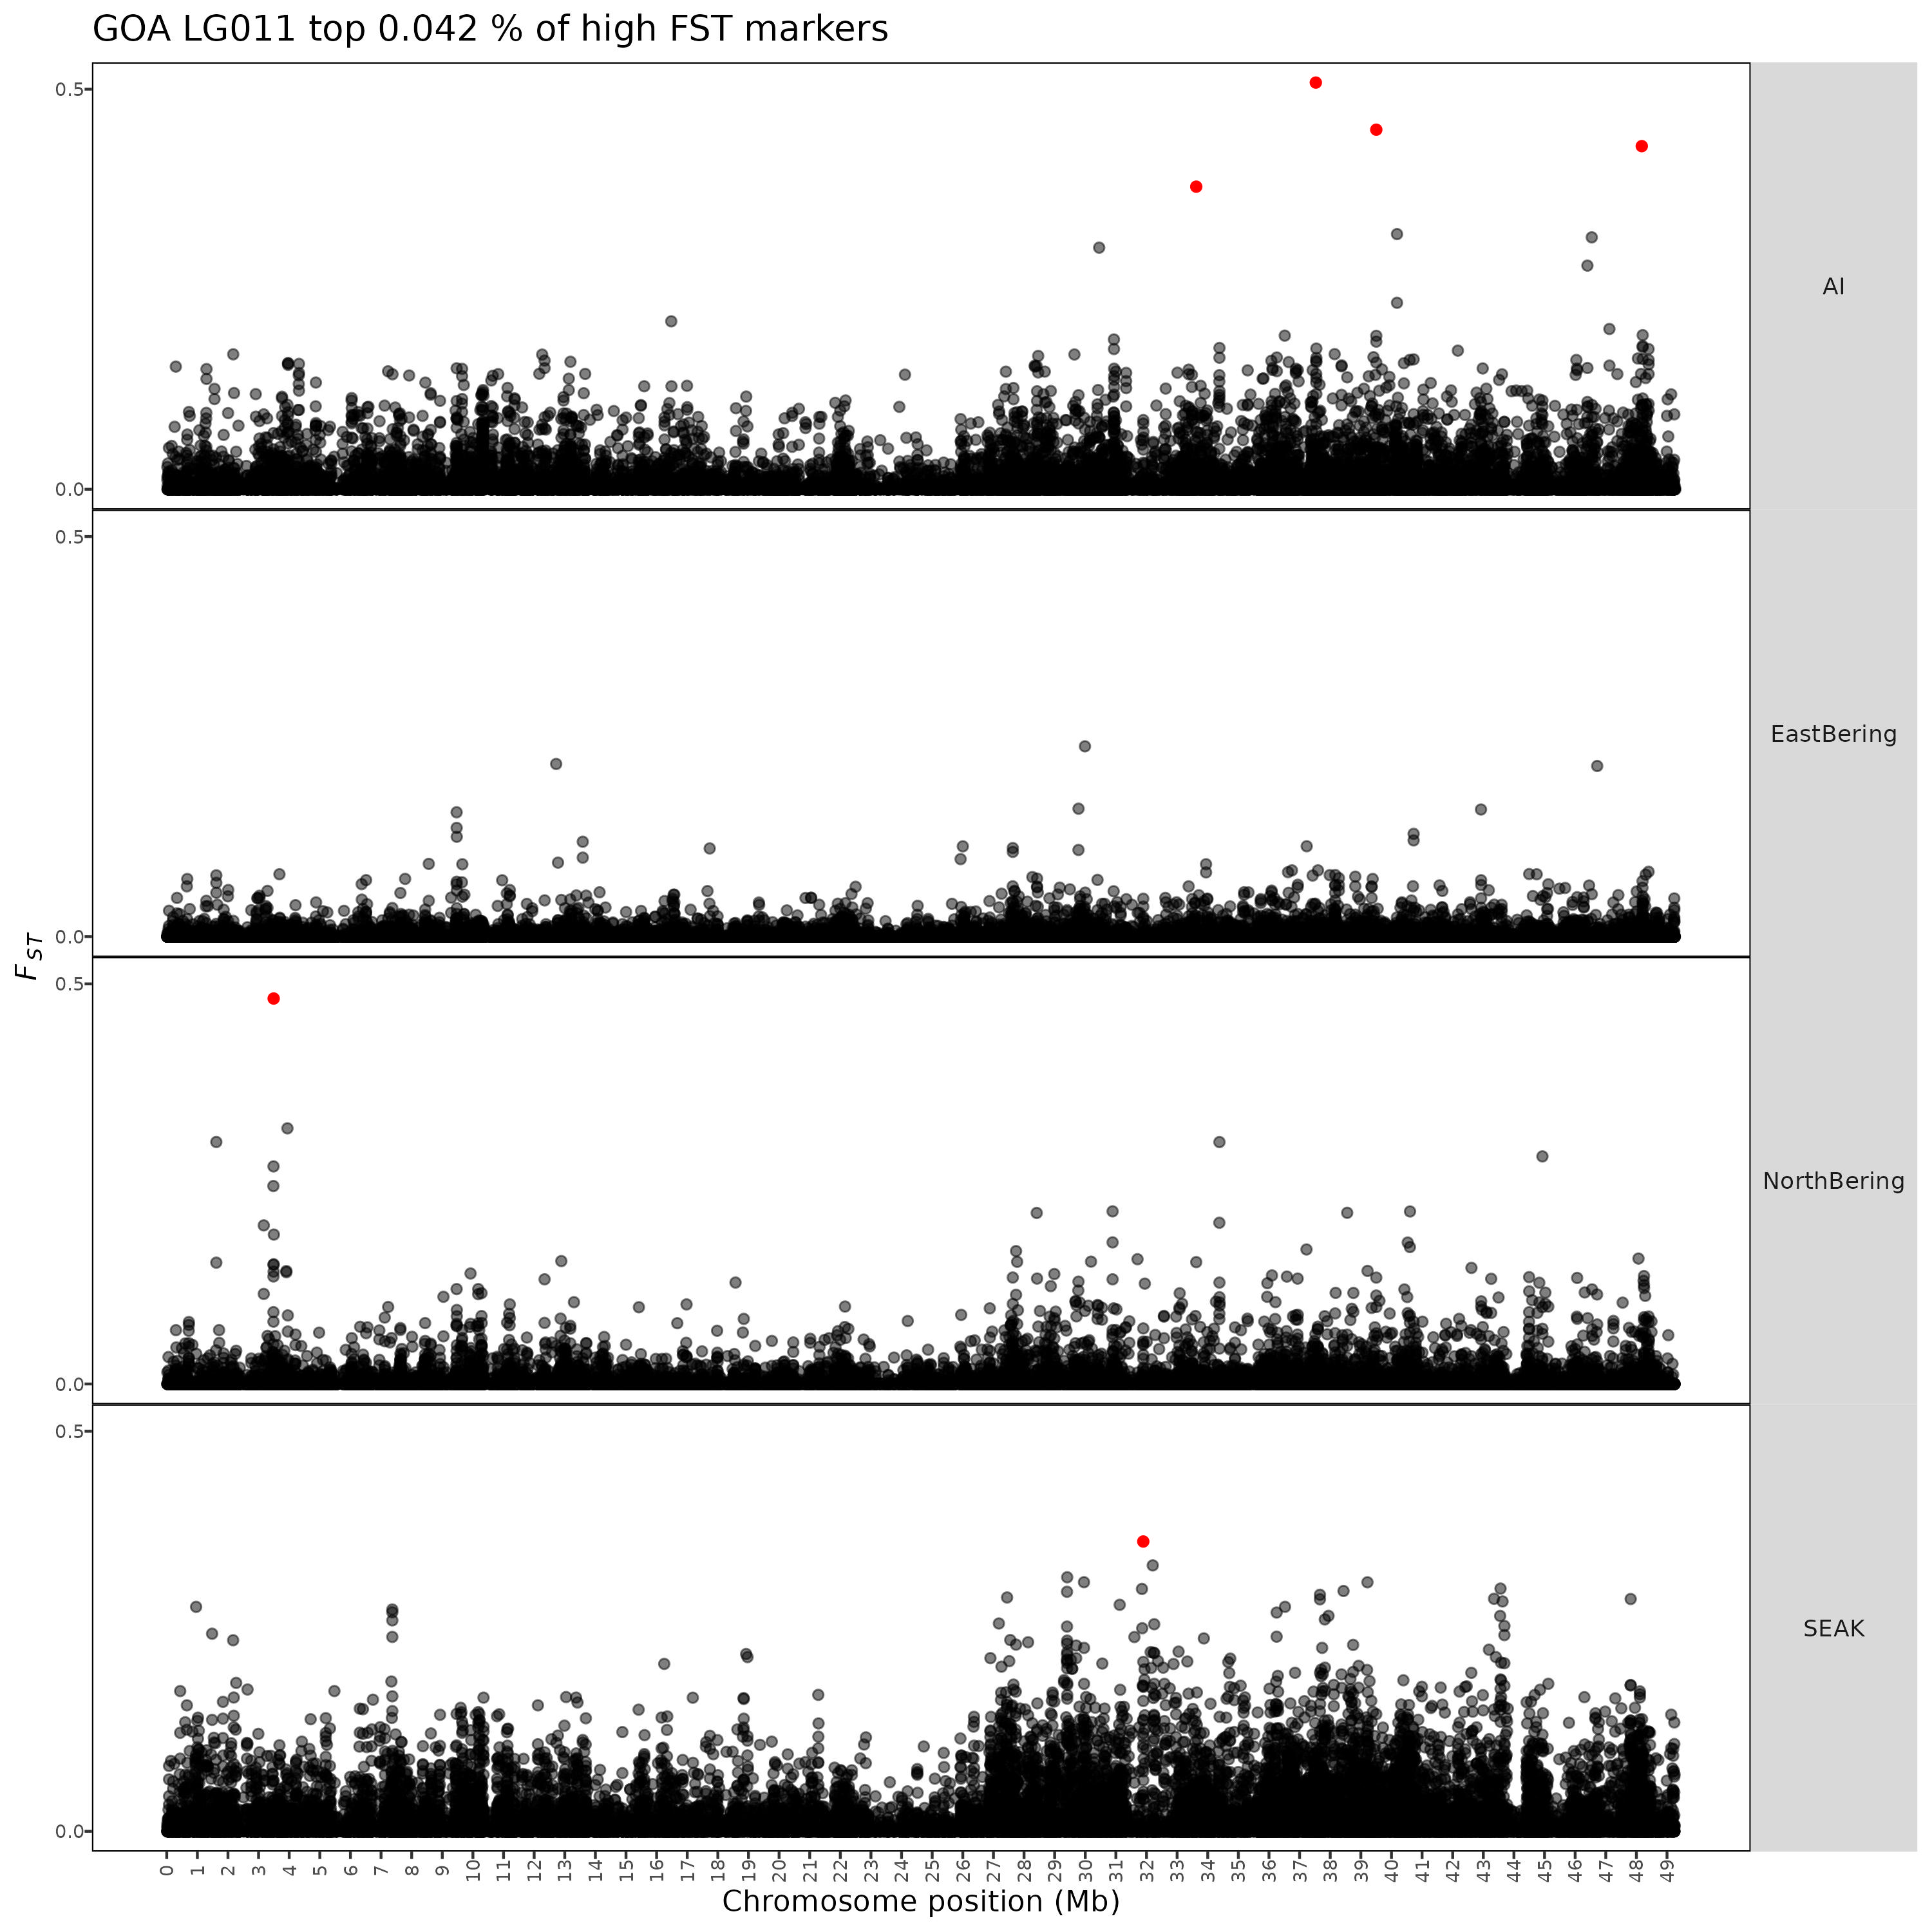 GOA LG011 top 0.042 % of high FST markers
0.5
0.0
AI
0.5
0.0
EastBering
FST
0.5
0.0
NorthBering
0.5
0.0
SEAK
0 1 2 3 4 5 6 7 8 9 10 11 12 13 14 15 16 17 18 19 20 21 22 23 24 25 26 27 28 29 30 31 32 33 34 35 36 37 38 39 40 41 42 43 44 45 46 47 48 49
Chromosome position (Mb)